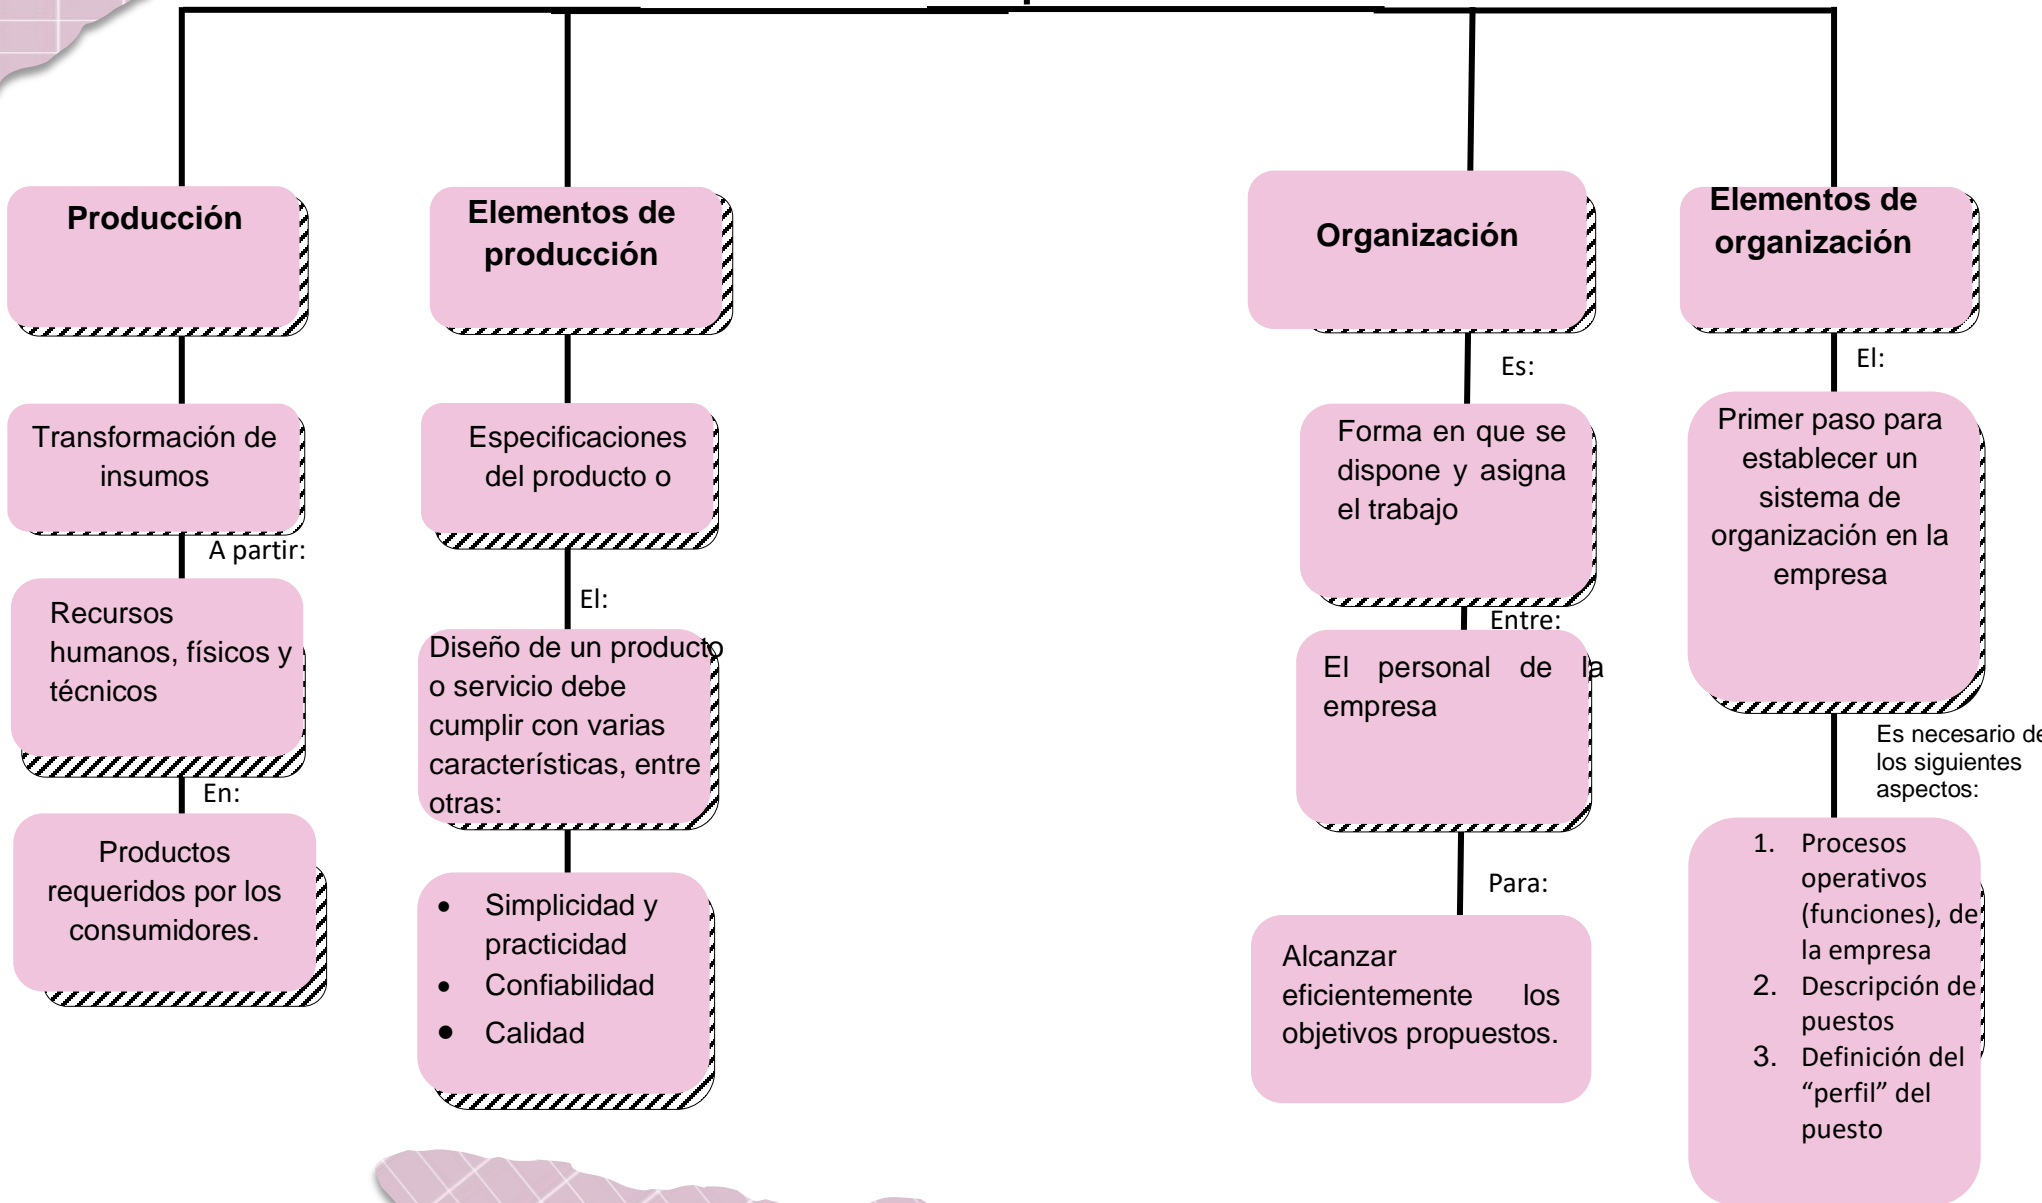 Producción
Transformación de
insumos
A partir:
Recursos
humanos, físicos y
técnicos
En:
Productos
requeridos por los
consumidores.
Elementos de
producción
Especificaciones
del producto o
El:
Diseño de un producto
o servicio debe
cumplir con varias
características, entre
otras:
• Simplicidad y
practicidad
• Confiabilidad
• Calidad
Organización
Es:
Forma en que se
dispone y asigna
el trabajo
Entre:
El personal de la
empresa
Para:
Alcanzar
eficientemente los
objetivos propuestos.
Elementos de
organización
El:
Primer paso para
establecer un
sistema de
organización en la
empresa
Es necesario
los siguientes
aspectos:
1. Procesos
operativos
(funciones), de
la empresa
2. Descripción de
puestos
3. Definición del
“perfil” del
puesto